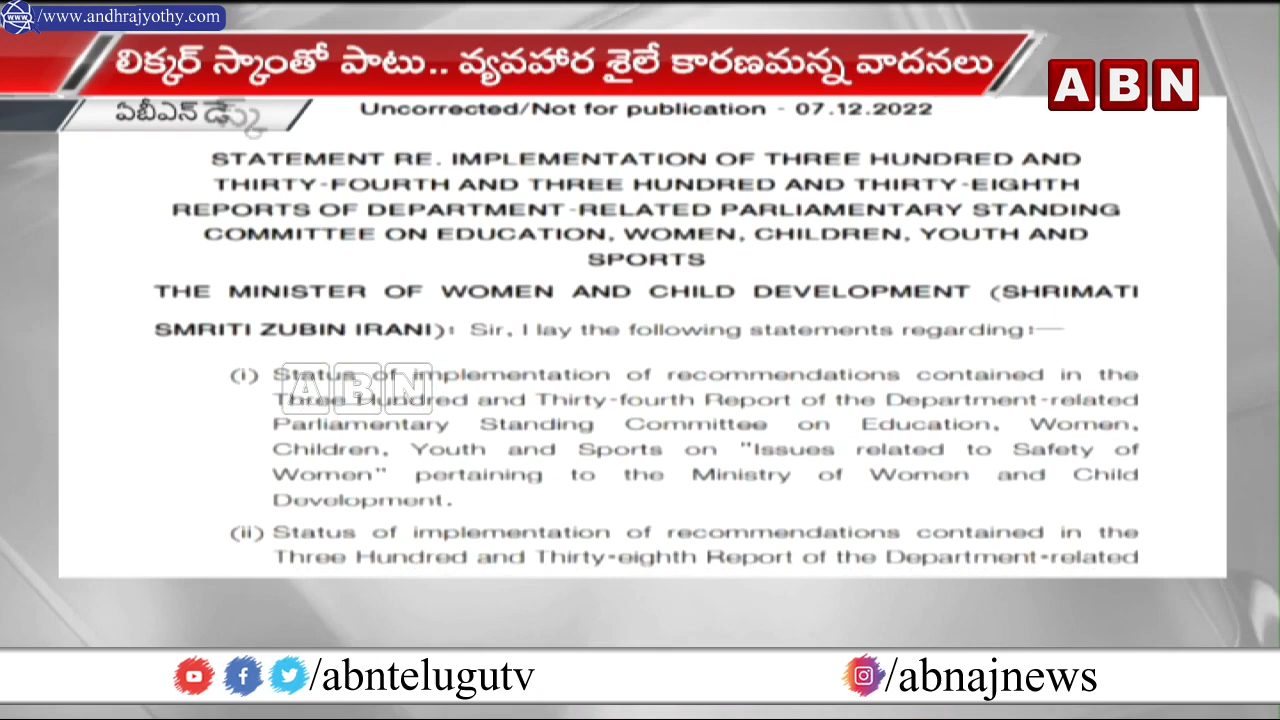 www /www.andhrajyothy.com
లిక్కర్ స్కాంతో పాటు.. వ్యవహార శైలే కారణమన్న వాదనలు
ABN
ఏబీఎన్ డెస్క్
Uncorrected/Not for publication - 07.12.2022
STATEMENT RE. IMPLEMENTATION OF THREE HUNDRED AND
THIRTY-FOURTH AND THREE HUNDRED AND THIRTY-EIGHTH
REPORTS OF DEPARTMENT-RELATED PARLIAMENTARY STANDING
COMMITTEE ON EDUCATION, WOMEN, CHILDREN, YOUTH AND
SPORTS
THE MINISTER OF WOMEN AND CHILD DEVELOPMENT (SHRIMATI
SMRITI ZUBIN IRANI): Sir, I lay the following statements regarding:—
(i) Status of implementation of recommendations contained in the
Three Hundred and Thirty-fourth Report of the Department-related
Parliamentary Standing Committee on Education, Women,
Children, Youth and Sports on "Issues related to Safety of
Women" pertaining to the Ministry of Women and Child
Development.
(ii) Status of implementation of recommendations contained in the
Three Hundred and Thirty-eighth Report of the Department-related
ABN
/abntelugutv
/abnajnews